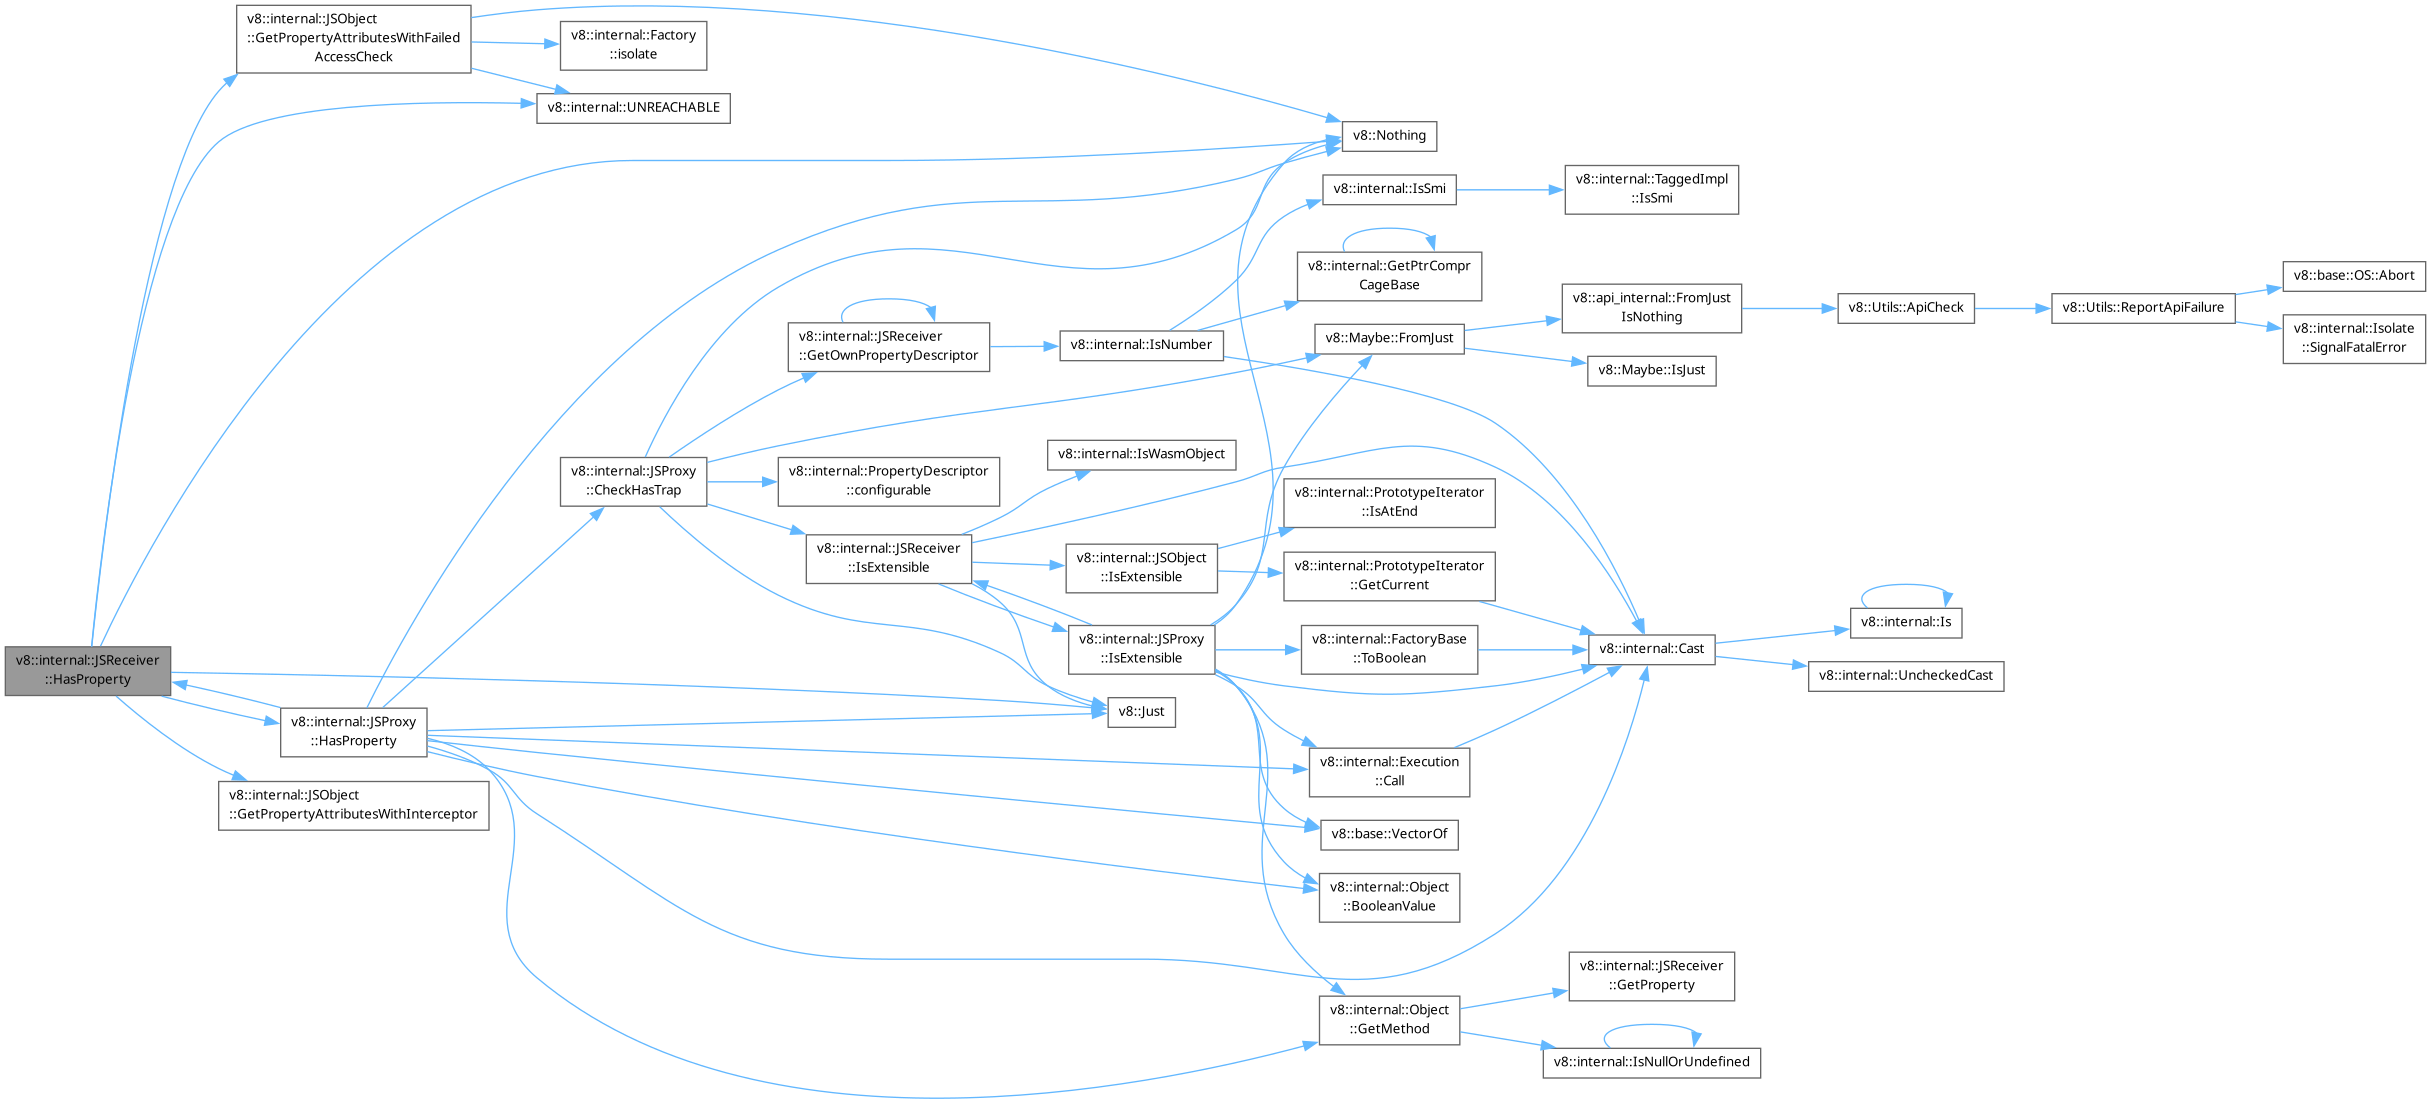 v8::internal::JSReceiver
::HasProperty
v8::internal::JSObject
::GetPropertyAttributesWithFailed
AccessCheck
v8::internal::Factory
::isolate
v8::internal::UNREACHABLE
v8::Nothing
v8::internal::IsSmi
v8::internal::TaggedImpl
::IsSmi
v8::internal::GetPtrCompr
CageBase
v8::internal::JSReceiver
::GetOwnPropertyDescriptor
v8::internal::IsNumber
v8::Maybe::FromJust
v8::api_internal::FromJust
IsNothing
v8::Maybe::IsJust
v8::Utils::ApiCheck
v8::Utils::ReportApiFailure
v8::base::OS::Abort
v8::internal::Isolate
::SignalFatalError
v8::internal::JSProxy
::CheckHasTrap
v8::internal::PropertyDescriptor
::configurable
v8::internal::IsWasmObject
v8::internal::JSReceiver
::IsExtensible
v8::internal::JSObject
::IsExtensible
v8::internal::PrototypeIterator
::IsAtEnd
v8::internal::PrototypeIterator
::GetCurrent
v8::internal::JSProxy
::IsExtensible
v8::internal::FactoryBase
::ToBoolean
v8::internal::Cast
v8::internal::Is
v8::internal::UncheckedCast
v8::internal::JSProxy
::HasProperty
v8::Just
v8::internal::Execution
::Call
v8::internal::JSObject
::GetPropertyAttributesWithInterceptor
v8::base::VectorOf
v8::internal::Object
::BooleanValue
v8::internal::Object
::GetMethod
v8::internal::JSReceiver
::GetProperty
v8::internal::IsNullOrUndefined